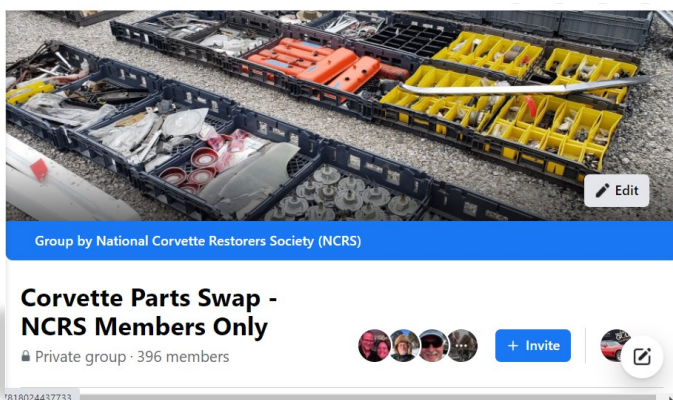 Edit
Group by National Corvette Restorers Society (NCRS)
Corvette Parts Swap -
NCRS Members Only
Private group · 396 members
+ Invite
7818024437733